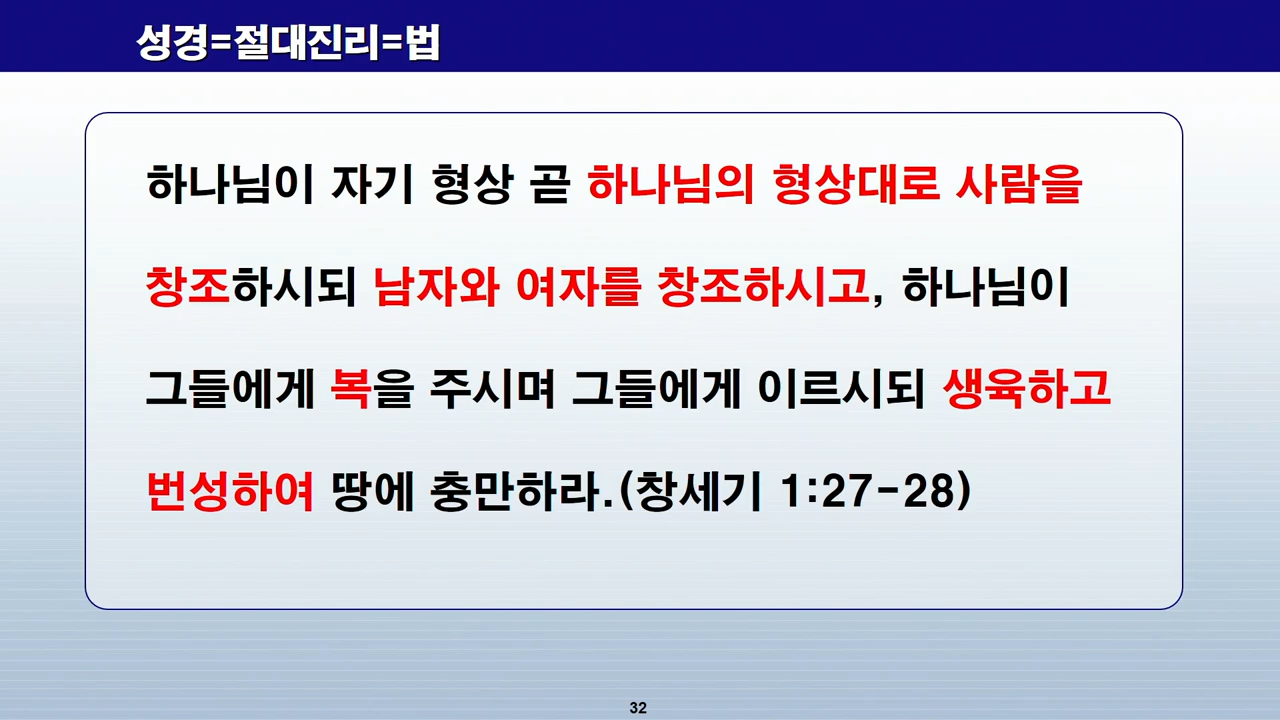 성경=절대진리=법
하나님이 자기 형상 곧 하나님의 형상대로 사람을
창조하시되 남자와 여자를 창조하시고, 하나님이
그들에게 복을 주시며 그들에게 이르시되 생육하고
번성하여 땅에 충만하라.(창세기 1:27-28)
32